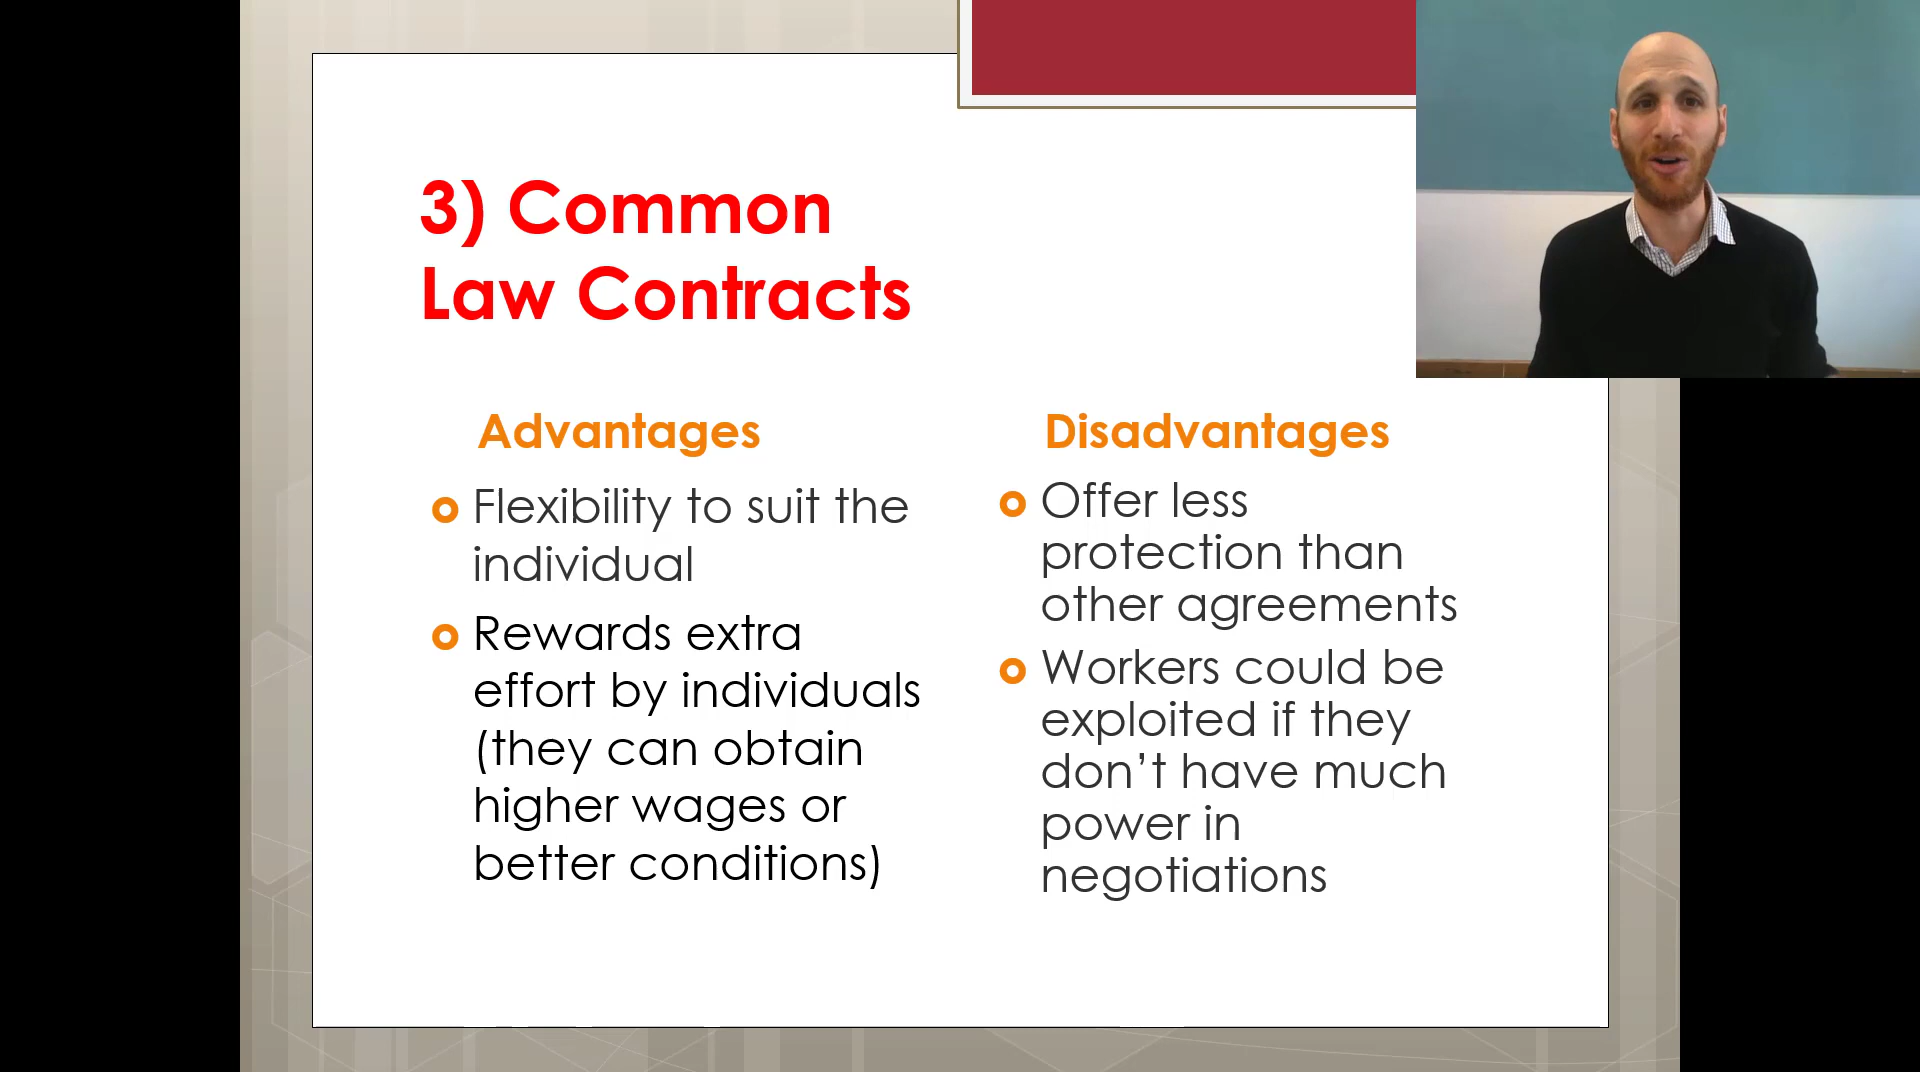 3) Common
Law Contracts
Advantages
Flexibility to suit the
individual
Rewards extra
effort by individuals
(they can obtain
higher wages or
better conditions)
Disadvantages
Offer less
protection than
other agreements
Workers could be
exploited if they
don’t have much
power in
negotiations